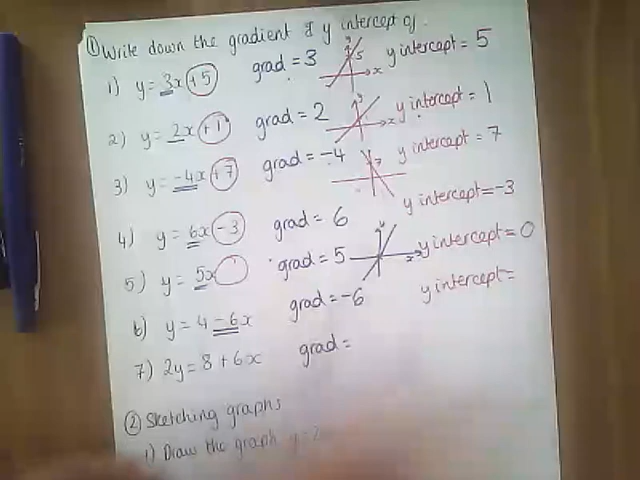 ① Write down the gradient & y intercept of.
1) y = 3x + 5 grad = 3 5 x y intercept = 5
2) y = 2x + 1 grad = 2 y x y intercept = 1
3) y = -4x + 7 grad = -4 7 y intercept = 7
4) y = 6x - 3 grad = 6 y intercept = -3
5) y = 5x grad = 5 y x y intercept = 0
6) y = 4 - 6x grad = -6 y intercept =
7) 2y = 8 + 6x grad =
② Sketching graphs
1) Draw the graph y = 2